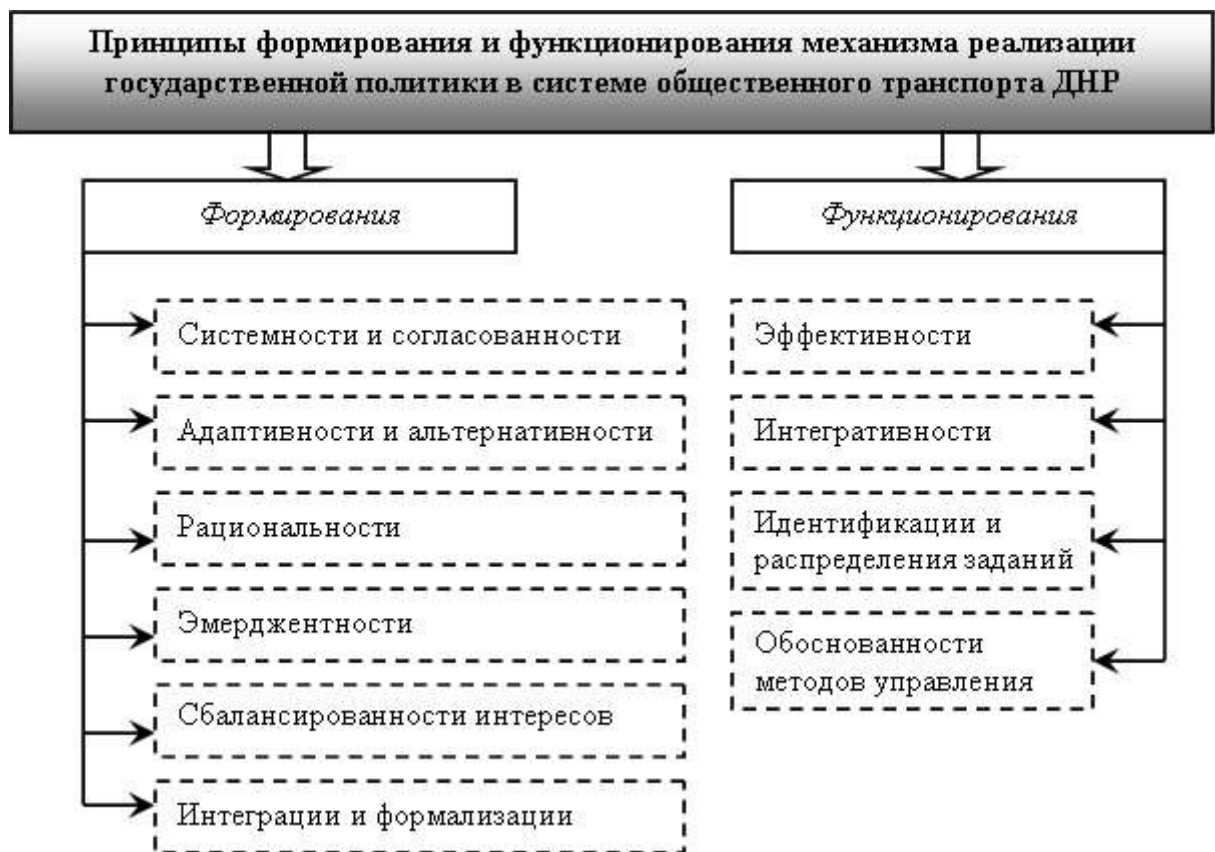 Принципы формирования и функционирования механизма реализации
государственной политики в системе общественного транспорта ДНР
Формирования
Системности и согласованности
Адаптивности и альтернативности
Рациональности
Эмерджентности
Сбалансированности интересов
Интеграции и формализации
Функционирования
Эффективности
Интегративности
Идентификации и
распределения заданий
Обоснованности
методов управления